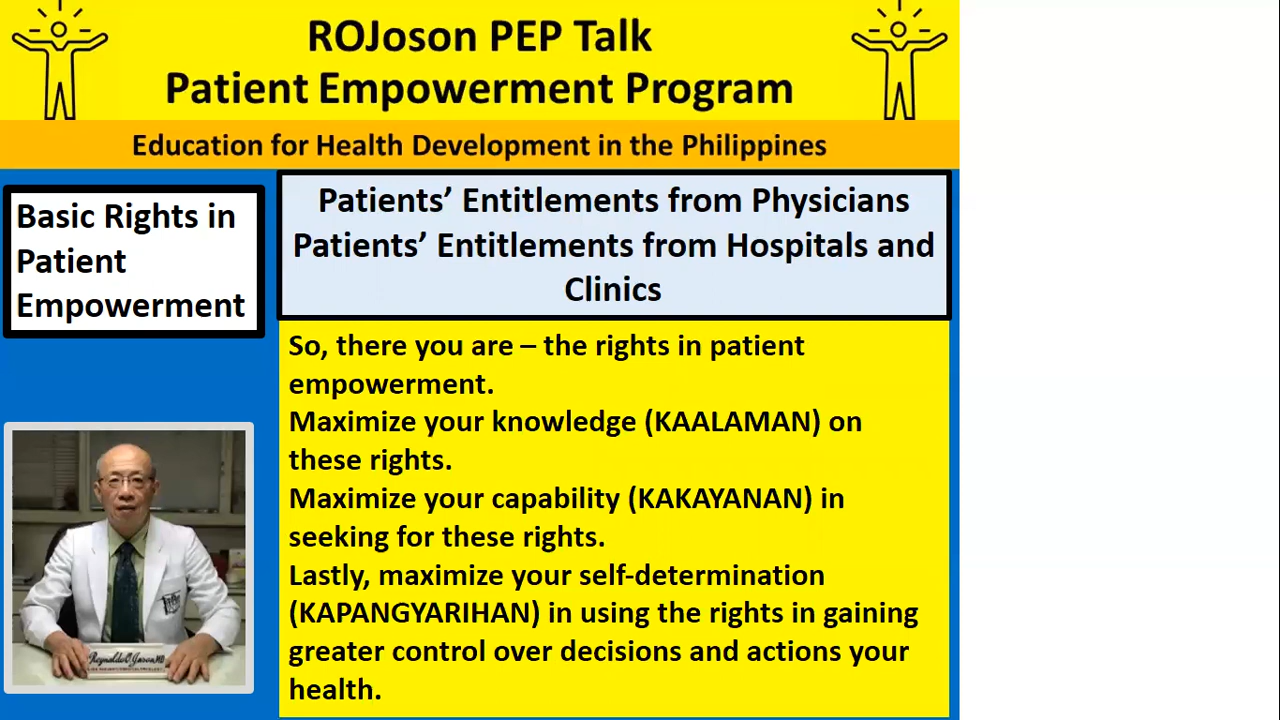 ROJoson PEP Talk
Patient Empowerment Program
Education for Health Development in the Philippines
Basic Rights in
Patient
Empowerment
Patients’ Entitlements from Physicians
Patients’ Entitlements from Hospitals and
Clinics
So, there you are – the rights in patient
empowerment.
Maximize your knowledge (KAALAMAN) on
these rights.
Maximize your capability (KAKAYANAN) in
seeking for these rights.
Lastly, maximize your self-determination
(KAPANGYARIHAN) in using the rights in gaining
greater control over decisions and actions your
health.